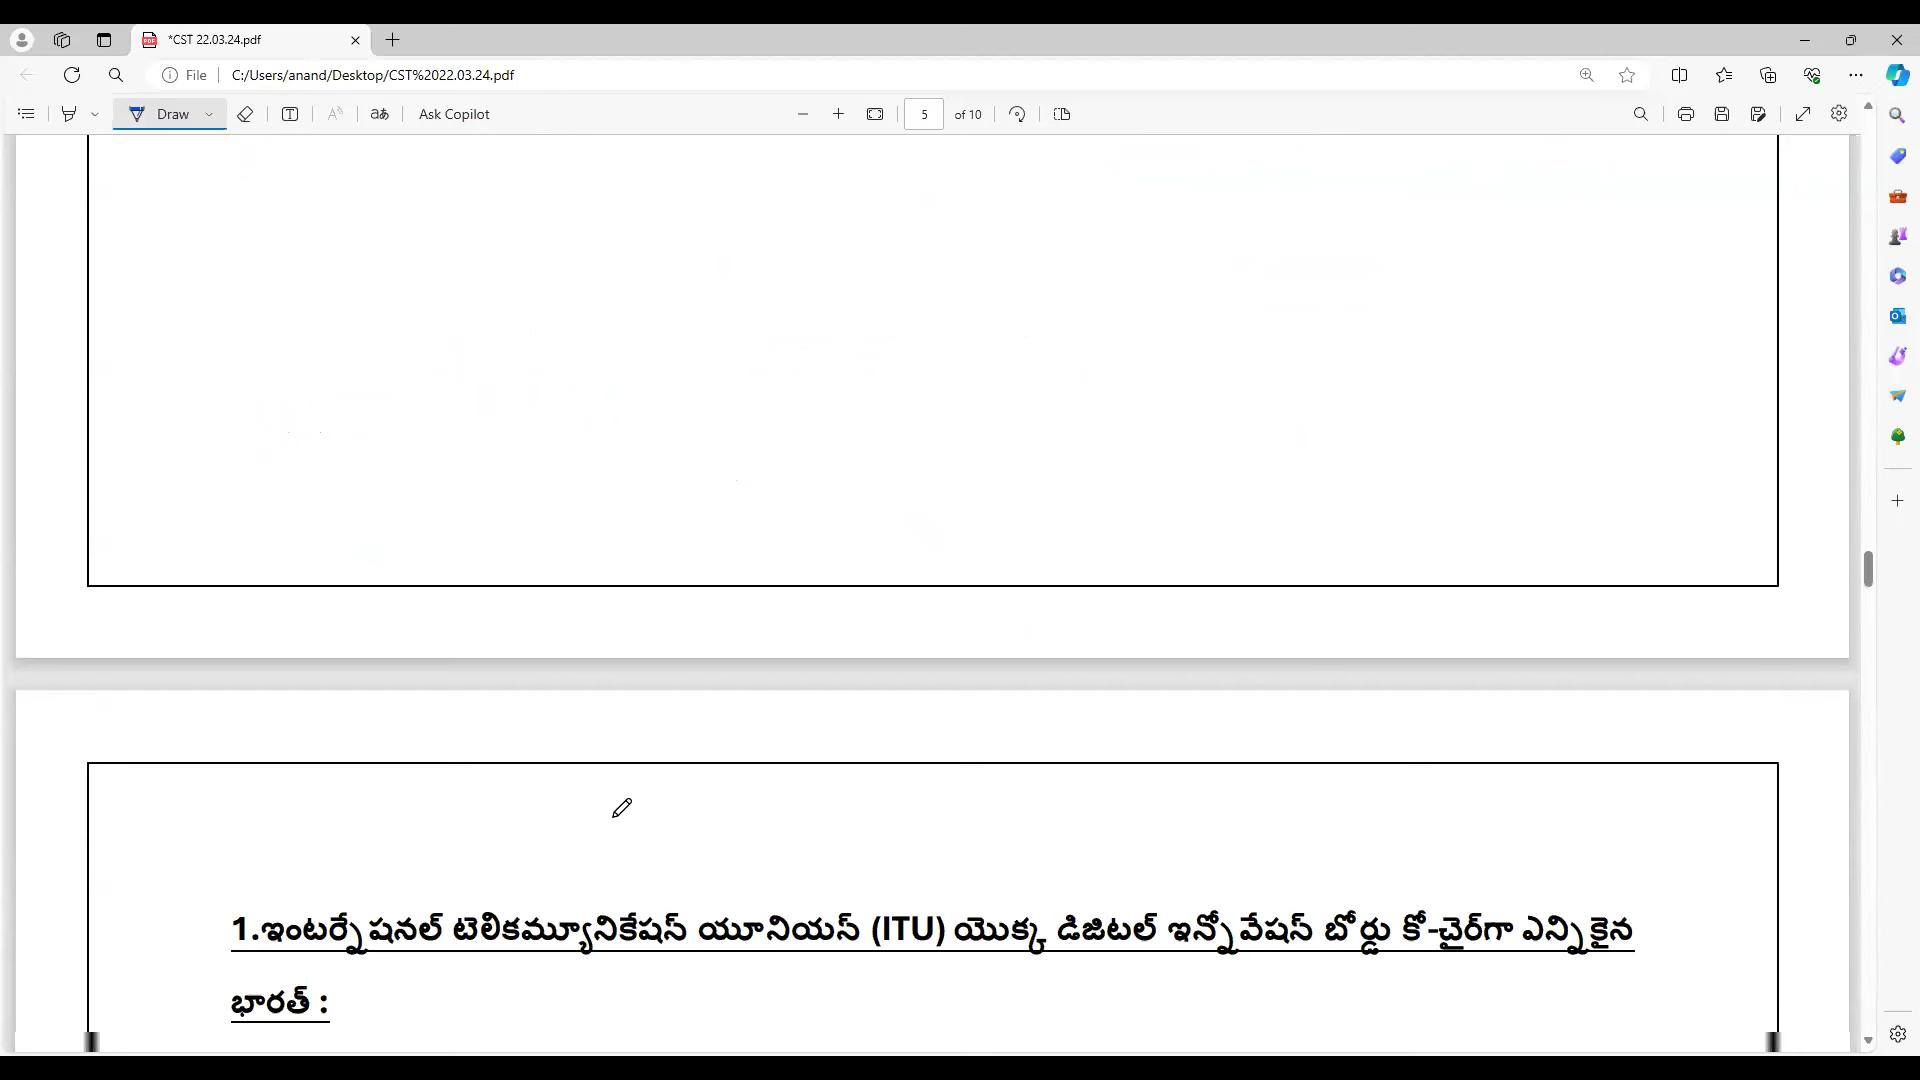 *CST 22.03.24.pdf
File
C:/Users/anand/Desktop/CST%2022.03.24.pdf
Draw
Ask Copilot
5
of 10
1.ఇంటర్నేషనల్ టెలికమ్యూనికేషన్స్ యూనియన్ (ITU) యొక్క డిజిటల్ ఇన్నోవేషన్ బోర్డు కో-చైర్‌గా ఎన్నికైన
భారత్ :